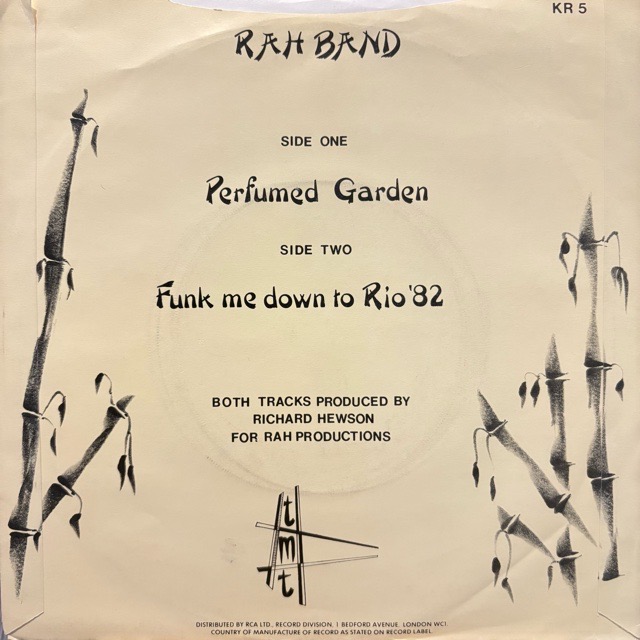 KR 5
RAH BAND
SIDE ONE
Perfumed Garden
SIDE TWO
Funk me down to Rio '82
BOTH TRACKS PRODUCED BY
RICHARD HEWSON
FOR RAH PRODUCTIONS
tmt
DISTRIBUTED BY RCA LTD., RECORD DIVISION, 1 BEDFORD AVENUE, LONDON WC1.
COUNTRY OF MANUFACTURE OF RECORD AS STATED ON RECORD LABEL.